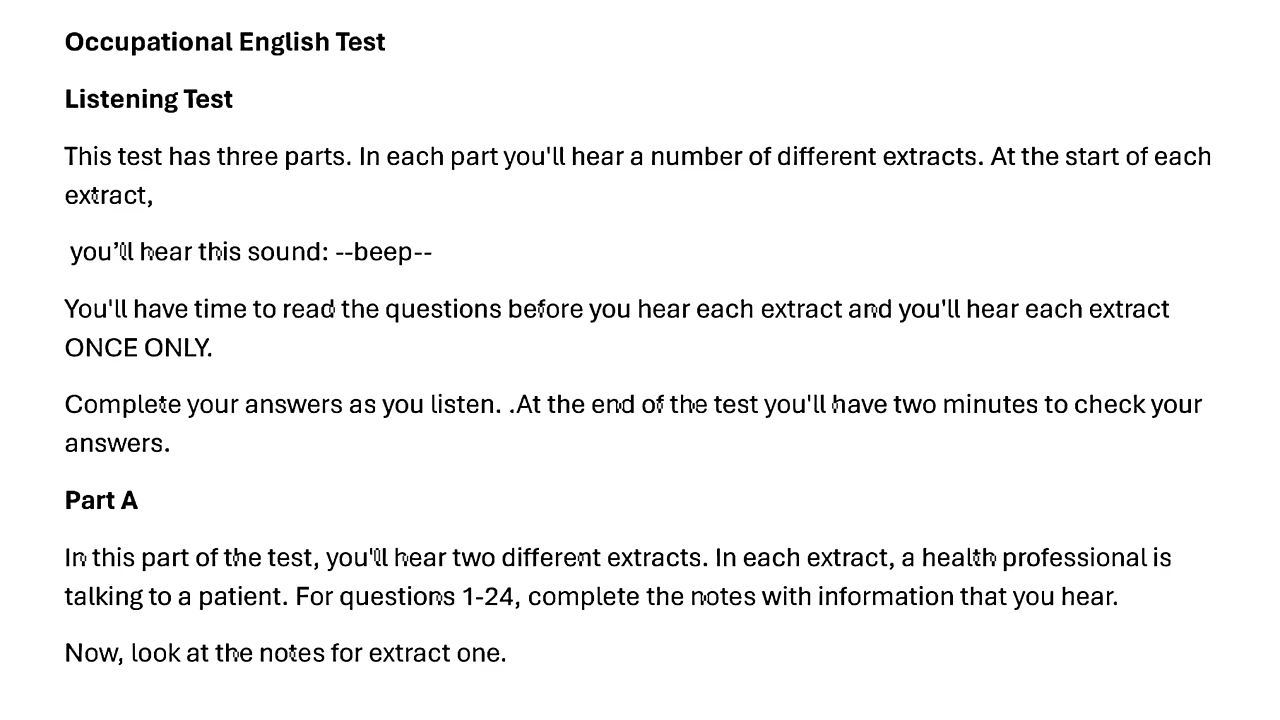 Occupational English Test
Listening Test
This test has three parts. In each part you'll hear a number of different extracts. At the start of each
extract,
you’ll hear this sound: --beep--
You'll have time to read the questions before you hear each extract and you'll hear each extract
ONCE ONLY.
Complete your answers as you listen. .At the end of the test you'll have two minutes to check your
answers.
Part A
In this part of the test, you'll hear two different extracts. In each extract, a health professional is
talking to a patient. For questions 1-24, complete the notes with information that you hear.
Now, look at the notes for extract one.